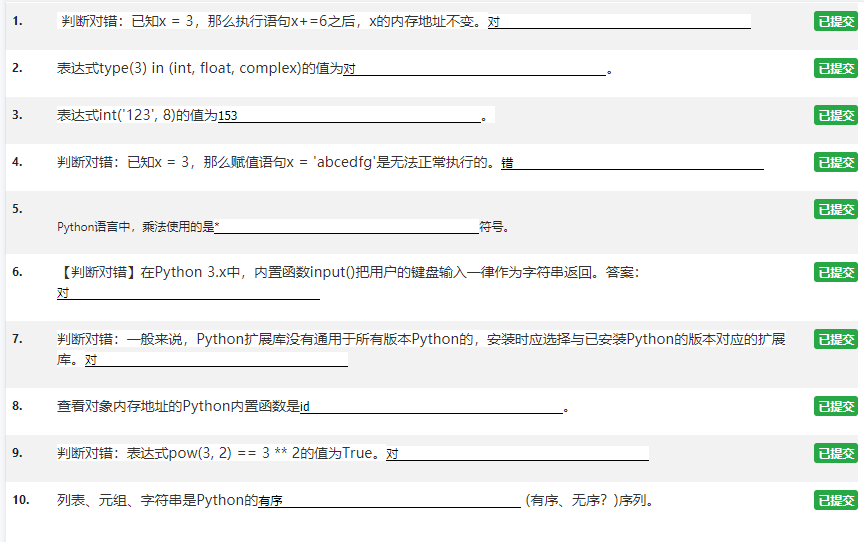 1. 判断对错：已知x = 3，那么执行语句x+=6之后，x的内存地址不变。对 已提交
2. 表达式type(3) in (int, float, complex)的值为对 。 已提交
3. 表达式int('123', 8)的值为153 。 已提交
4. 判断对错：已知x = 3，那么赋值语句x = 'abcedfg'是无法正常执行的。错 已提交
5. 已提交
Python语言中，乘法使用的是* 符号。
6. 【判断对错】在Python 3.x中，内置函数input()把用户的键盘输入一律作为字符串返回。答案： 已提交
对
7. 判断对错：一般来说，Python扩展库没有通用于所有版本Python的，安装时应选择与已安装Python的版本对应的扩展 已提交
库。对
8. 查看对象内存地址的Python内置函数是id 。 已提交
9. 判断对错：表达式pow(3, 2) == 3 ** 2的值为True。对 已提交
10. 列表、元组、字符串是Python的有序 (有序、无序？)序列。 已提交